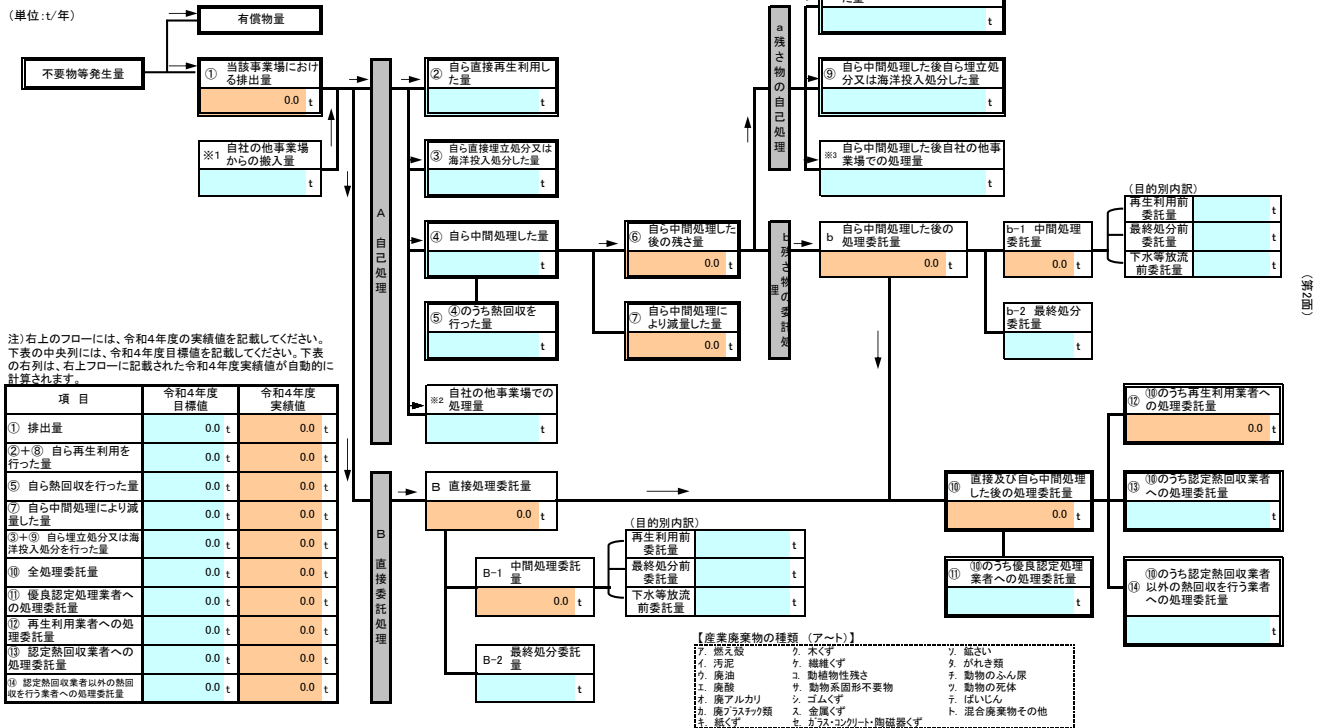 (単位:t/年)
有償物量
不要物等発生量
① 当該事業場におけ
る排出量
0.0 t
※1 自社の他事業場
からの搬入量
t
A
自
己
処
理
② 自ら直接再生利用し
た量
t
③ 自ら直接埋立処分又は
海洋投入処分した量
t
④ 自ら中間処理した量
t
⑤ ④のうち熱回収を
行った量
t
※2 自社の他事業場での
処理量
t
⑥ 自ら中間処理した
後の残さ量
0.0 t
⑦ 自ら中間処理に
より減量した量
0.0 t
a
残
さ
物
の
自
己
処
理
t
⑨ 自ら中間処理した後自ら埋立処
分又は海洋投入処分した量
t
※3 自ら中間処理した後自社の他事
業場での処理量
t
b
残
さ
物
の
委
託
処
理
b 自ら中間処理した後の
処理委託量
0.0 t
b-1 中間処理
委託量
0.0 t
b-2 最終処分
委託量
t
(目的別内訳)
再生利用前
委託量 t
最終処分前
委託量 t
下水等放流
前委託量 t
(第2面)
注)右上のフローには、令和4年度の実績値を記載してください。
下表の中央列には、令和4年度目標値を記載してください。下表
の右列は、右上フローに記載された令和4年度実績値が自動的に
計算されます。
項 目 令和4年度
目標値 令和4年度
実績値
① 排出量 0.0 t 0.0 t
②+⑧ 自ら再生利用を
行った量 0.0 t 0.0 t
⑤ 自ら熱回収を行った量 0.0 t 0.0 t
⑦ 自ら中間処理により減
量した量 0.0 t 0.0 t
③+⑨ 自ら埋立処分又は海
洋投入処分を行った量 0.0 t 0.0 t
⑩ 全処理委託量 0.0 t 0.0 t
⑪ 優良認定処理業者へ
の処理委託量 0.0 t 0.0 t
⑫ 再生利用業者への処
理委託量 0.0 t 0.0 t
⑬ 認定熱回収業者への
処理委託量 0.0 t 0.0 t
⑭ 認定熱回収業者以外の熱回
収を行う業者への処理委託量 0.0 t 0.0 t
B
直
接
委
託
処
理
B 直接処理委託量
0.0 t
B-1 中間処理委託
量
0.0 t
B-2 最終処分委託
量
t
(目的別内訳)
再生利用前
委託量 t
最終処分前
委託量 t
下水等放流
前委託量 t
⑩ 直接及び自ら中間処理
した後の処理委託量
0.0 t
⑪ ⑩のうち優良認定処理
業者への処理委託量
t
⑫ ⑩のうち再生利用業者へ
の処理委託量
0.0 t
⑬ ⑩のうち認定熱回収業者
への処理委託量
t
⑭ ⑩のうち認定熱回収業者
以外の熱回収を行う業者
への処理委託量
t
【産業廃棄物の種類 (ア~ト)】
ア. 燃え殻 ク. 木くず ソ. 鉱さい
イ. 汚泥 ケ. 繊維くず タ. がれき類
ウ. 廃油 コ. 動植物性残さ チ. 動物のふん尿
エ. 廃酸 サ. 動物系固形不要物 ツ. 動物の死体
オ. 廃アルカリ シ. ゴムくず テ. ばいじん
カ. 廃プラスチック類 ス. 金属くず ト. 混合廃棄物その他
キ. 紙くず セ. ガラス・コンクリート・陶磁器くず